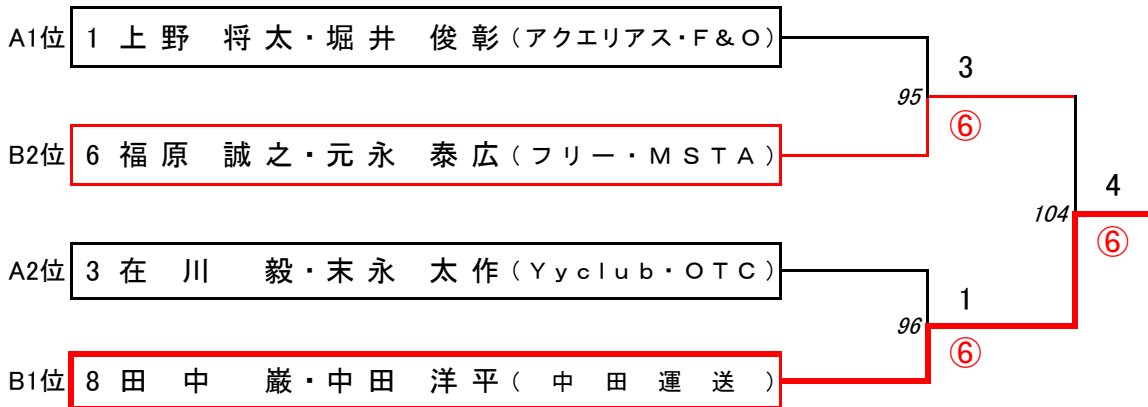 A1位 1 上野 将太・堀井 俊彰(アクエリアス・F&O)
3
95
⑥
B2位 6 福原 誠之・元永 泰広(フリー・MSTA)
4
104
⑥
A2位 3 在川 毅・末永 太作(Yyclub・OTC)
1
96
⑥
B1位 8 田中 巌・中田 洋平(中田運送)